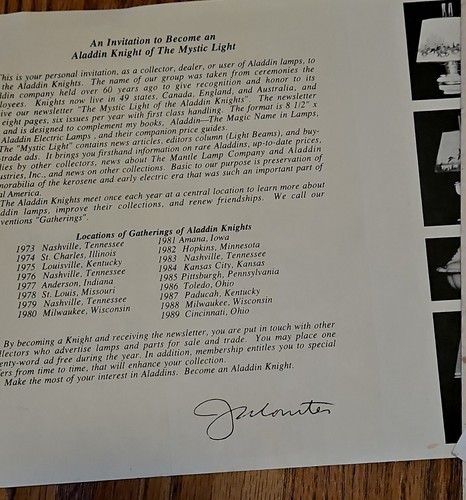 An Invitation to Become an
Aladdin Knight of The Mystic Light
This is your personal invitation, as a collector, dealer, or user of Aladdin lamps, to
the Aladdin Knights. The name of our group was taken from ceremonies the
ddin company held over 60 years ago to give recognition and honor to its
loyees. Knights now live in 49 states, Canada, England, and Australia, and
ive our newsletter "The Mystic Light of the Aladdin Knights". The newsletter
eight pages, six issues per year with first class handling. The format is 8 1/2" x
and is designed to complement my books, Aladdin—The Magic Name in Lamps,
Aladdin Electric Lamps, and their companion price guides.
The "Mystic Light" contains news articles, editors column (Light Beams), and buy-
-trade ads. It brings you firsthand information on rare Aladdins, up-to-date prices,
dies by other collectors, news about The Mantle Lamp Company and Aladdin
ustries, Inc., and news on other collections. Basic to our purpose is preservation of
morabilia of the kerosene and early electric era that was such an important part of
al America.
The Aladdin Knights meet once each year at a central location to learn more about
ddin lamps, improve their collections, and renew friendships. We call our
ventions "Gatherings".
Locations of Gatherings of Aladdin Knights
1973 Nashville, Tennessee 1981 Amana, Iowa
1974 St. Charles, Illinois 1982 Hopkins, Minnesota
1975 Louisville, Kentucky 1983 Nashville, Tennessee
1976 Nashville, Tennessee 1984 Kansas City, Kansas
1977 Anderson, Indiana 1985 Pittsburgh, Pennsylvania
1978 St. Louis, Missouri 1986 Toledo, Ohio
1979 Nashville, Tennessee 1987 Paducah, Kentucky
1980 Milwaukee, Wisconsin 1988 Milwaukee, Wisconsin
1989 Cincinnati, Ohio
By becoming a Knight and receiving the newsletter, you are put in touch with other
llectors who advertise lamps and parts for sale and trade. You may place one
enty-word ad free during the year. In addition, membership entitles you to special
fers from time to time, that will enhance your collection.
Make the most of your interest in Aladdins. Become an Aladdin Knight.